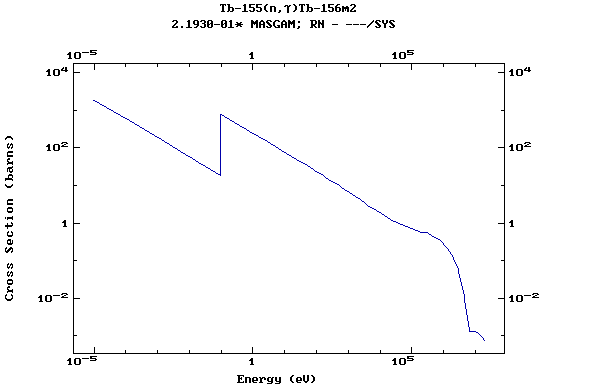 Tb-155(n,γ)Tb-156m2
2.1930-01* MASGAM; RN - ---/SYS
10⁻⁵ 1 10⁵
10⁴ 10⁴
10² 10²
1 1
10⁻² 10⁻²
10⁻⁵ 1 10⁵
Cross Section (barns)
Energy (eV)